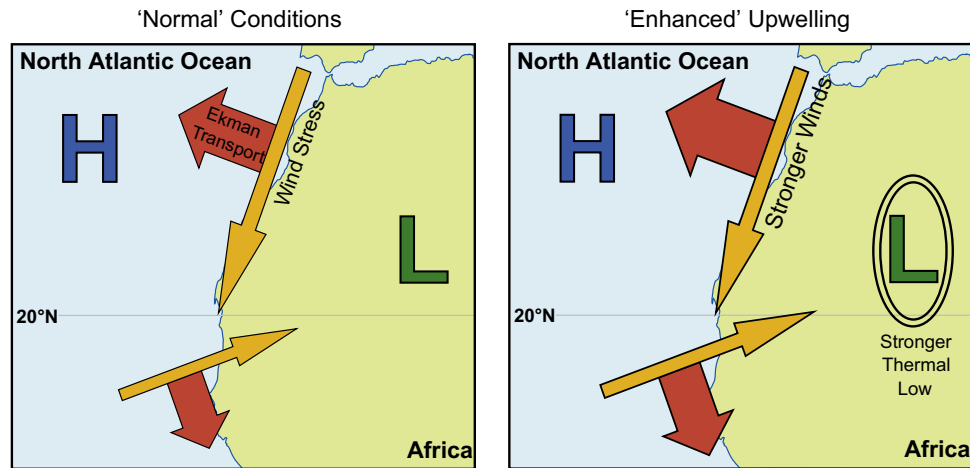 ‘Normal’ Conditions
North Atlantic Ocean
H
Ekman
Transport
Wind Stress
L
20°N
Africa
‘Enhanced’ Upwelling
North Atlantic Ocean
H
Stronger Winds
L
20°N
Stronger
Thermal
Low
Africa